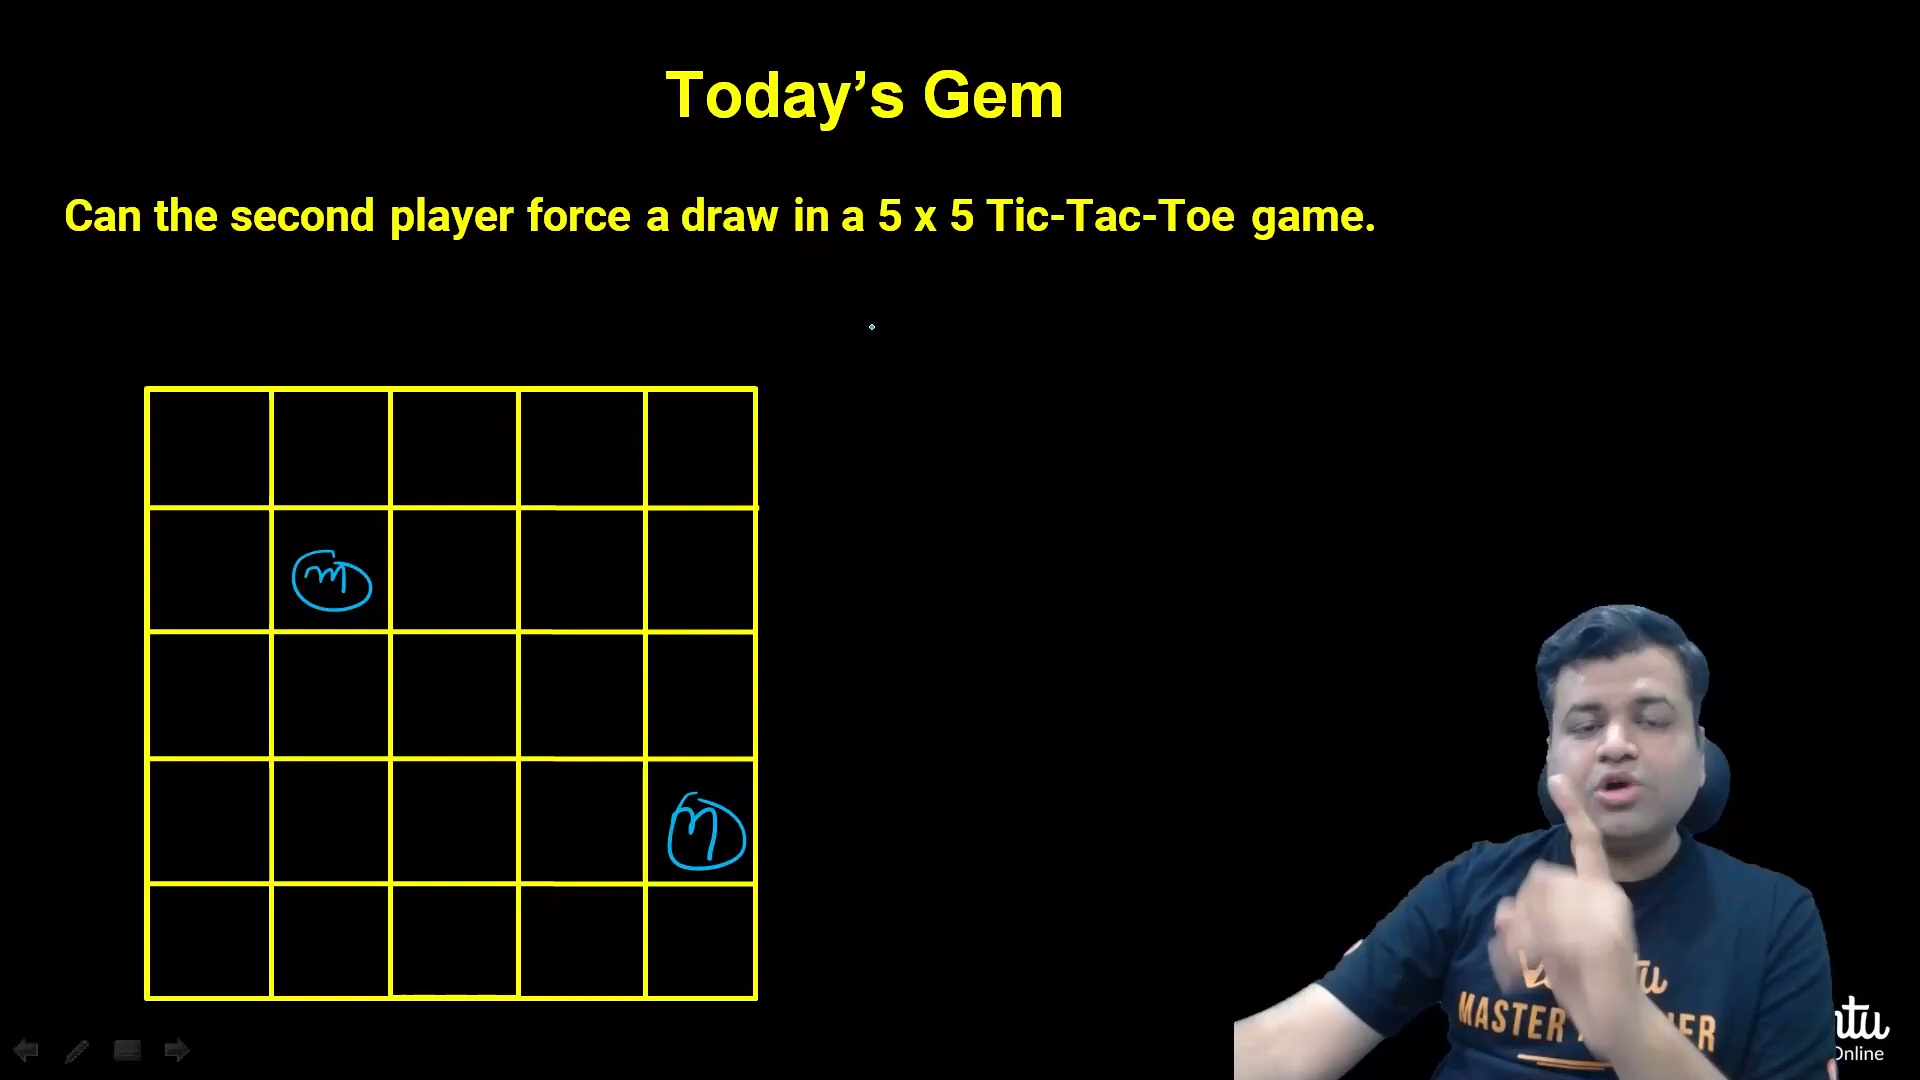 Today’s Gem
Can the second player force a draw in a 5 x 5 Tic-Tac-Toe game.
m
MASTER
Online